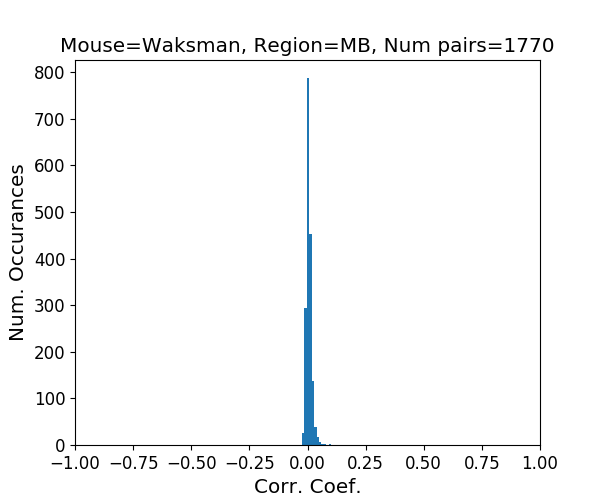 Mouse=Waksman, Region=MB, Num pairs=1770
800
700
600
500
400
300
200
100
0
Num. Occurances
−1.00 −0.75 −0.50 −0.25 0.00 0.25 0.50 0.75 1.00
Corr. Coef.